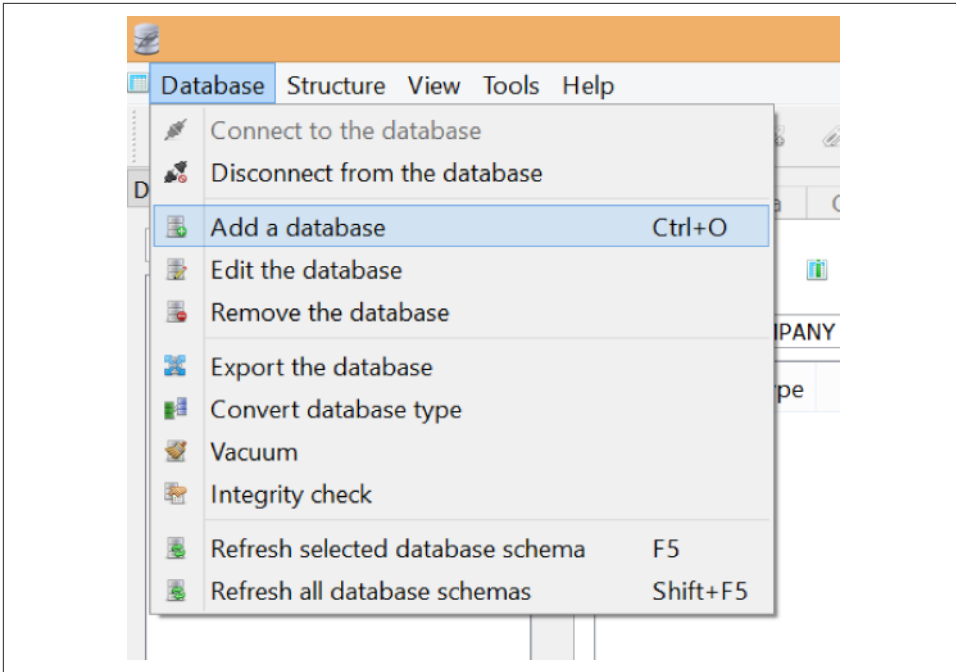 Database Structure View Tools Help
Connect to the database
Disconnect from the database
D
Add a database Ctrl+O
Edit the database
Remove the database
IPANY
Export the database
pe
Convert database type
Vacuum
Integrity check
Refresh selected database schema F5
Refresh all database schemas Shift+F5